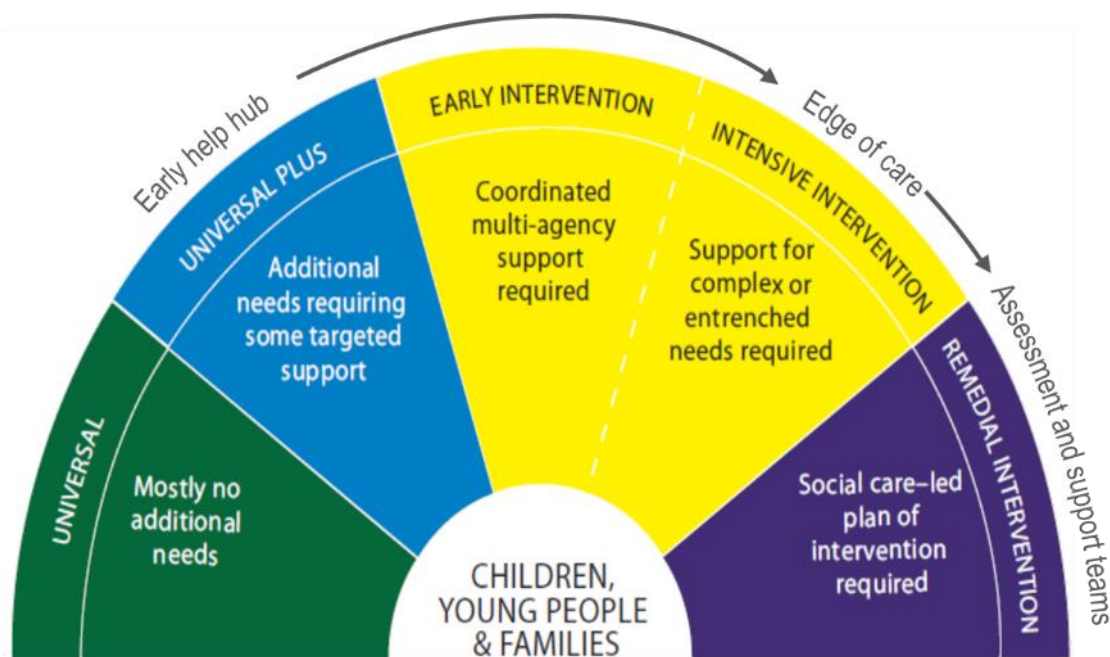 Early help hub
Edge of care
Assessment and support teams
UNIVERSAL
Mostly no
additional
needs
UNIVERSAL PLUS
Additional
needs requiring
some targeted
support
EARLY INTERVENTION
Coordinated
multi-agency
support
required
INTENSIVE INTERVENTION
Support for
complex or
entrenched
needs required
REMEDIAL INTERVENTION
Social care–led
plan of
intervention
required
CHILDREN,
YOUNG PEOPLE
& FAMILIES